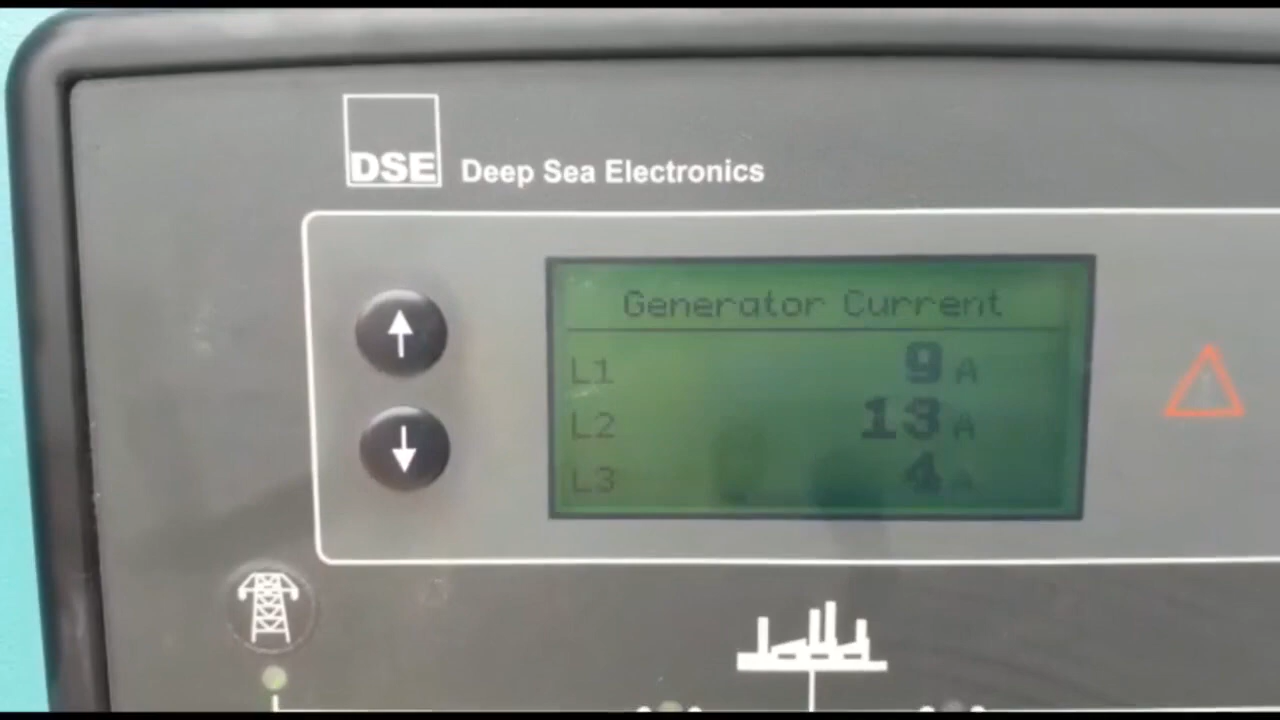 DSE Deep Sea Electronics
Generator Current
L1 9 A
L2 13 A
L3 4 A